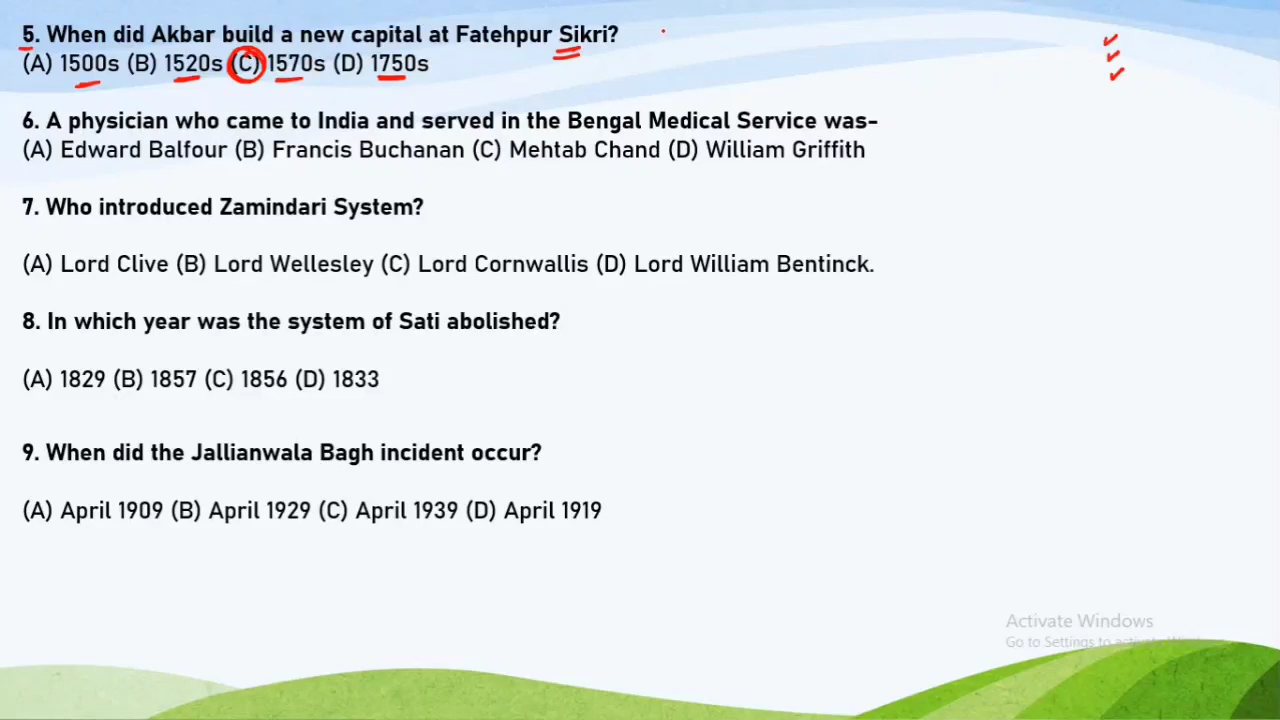 5. When did Akbar build a new capital at Fatehpur Sikri?
(A) 1500s (B) 1520s (C) 1570s (D) 1750s
6. A physician who came to India and served in the Bengal Medical Service was-
(A) Edward Balfour (B) Francis Buchanan (C) Mehtab Chand (D) William Griffith
7. Who introduced Zamindari System?
(A) Lord Clive (B) Lord Wellesley (C) Lord Cornwallis (D) Lord William Bentinck.
8. In which year was the system of Sati abolished?
(A) 1829 (B) 1857 (C) 1856 (D) 1833
9. When did the Jallianwala Bagh incident occur?
(A) April 1909 (B) April 1929 (C) April 1939 (D) April 1919
Activate Windows
Go to Settings to